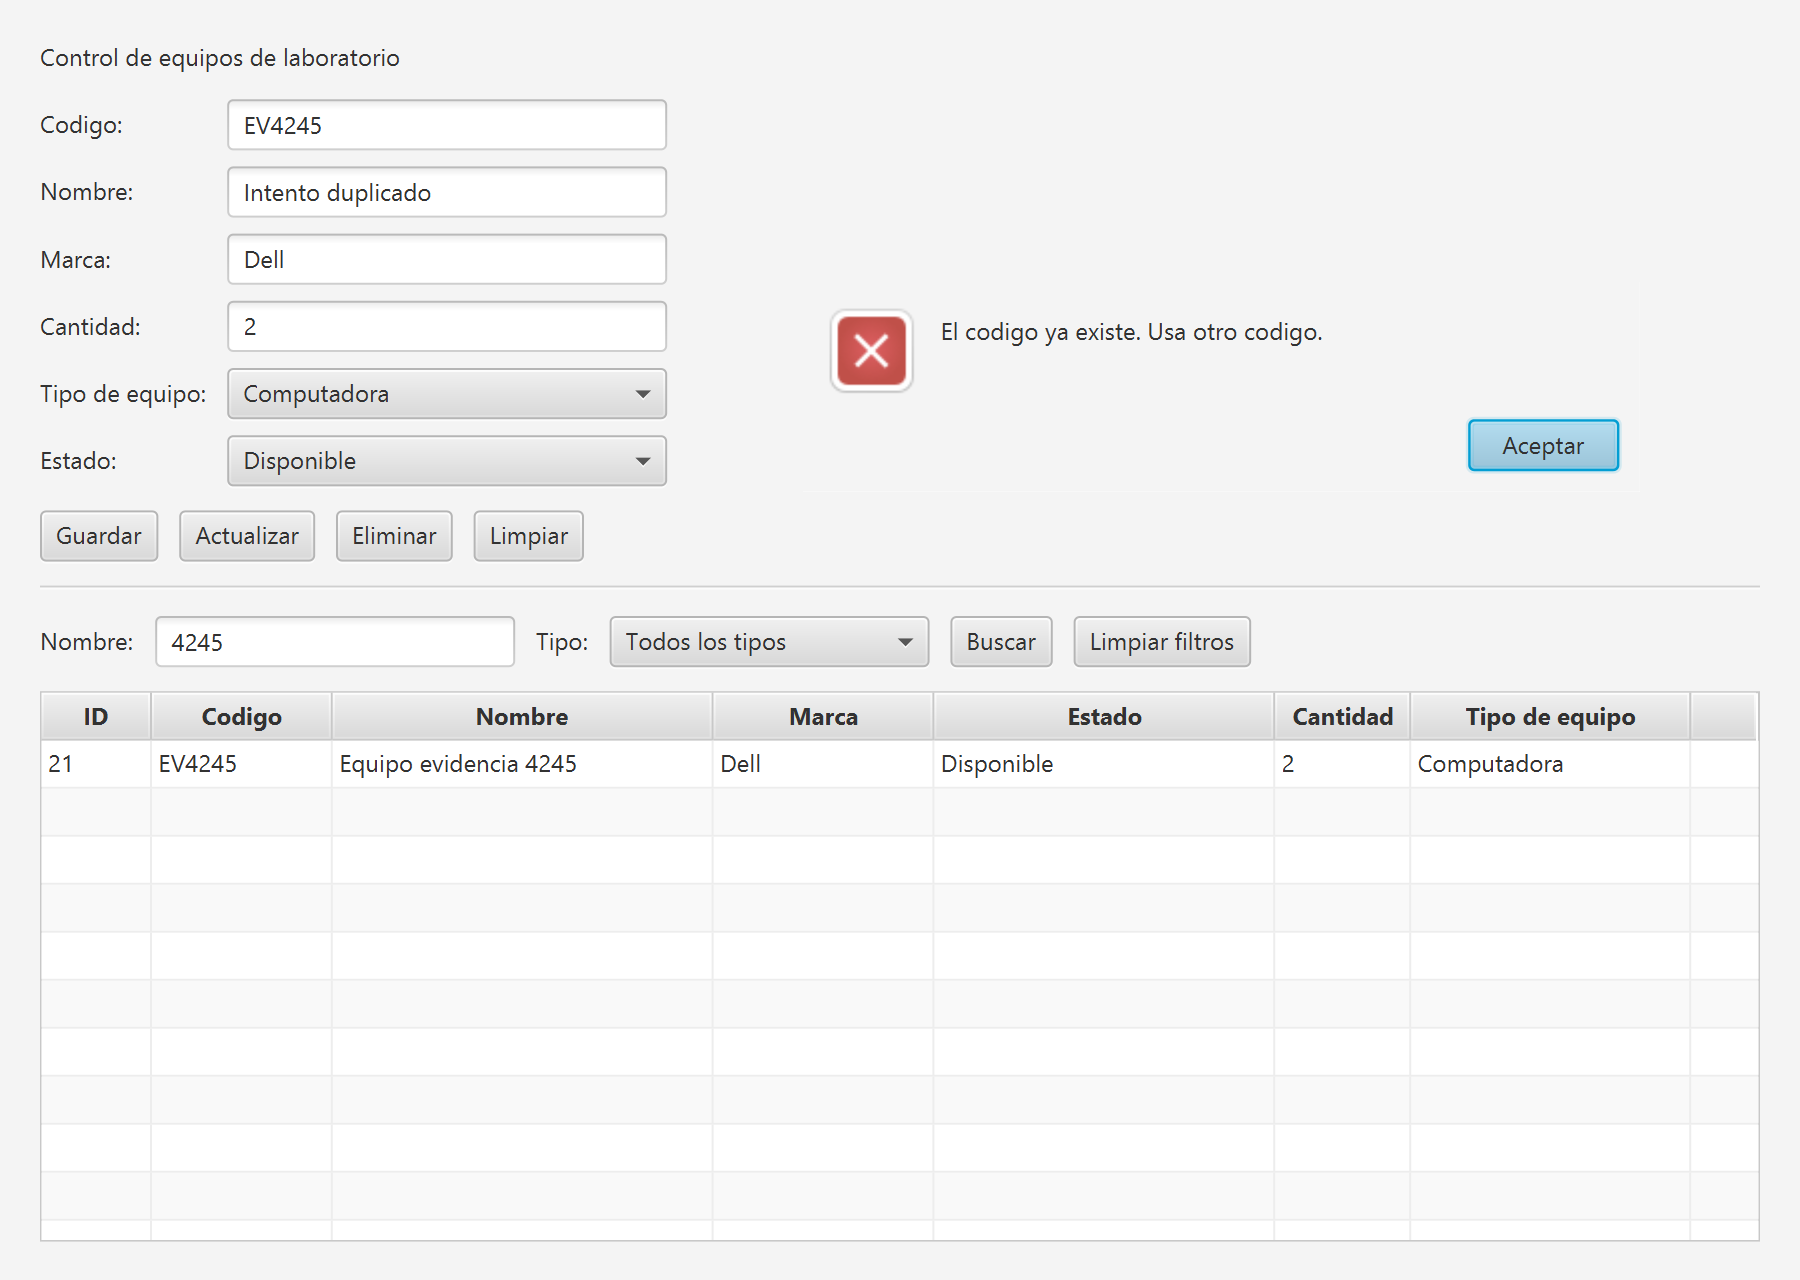 Control de equipos de laboratorio
Codigo: EV4245
Nombre: Intento duplicado
Marca: Dell
Cantidad: 2
El codigo ya existe. Usa otro codigo.
Tipo de equipo: Computadora
Aceptar
Estado: Disponible
Guardar Actualizar Eliminar Limpiar
Nombre: 4245 Tipo: Todos los tipos Buscar Limpiar filtros
ID Codigo Nombre Marca Estado Cantidad Tipo de equipo
21 EV4245 Equipo evidencia 4245 Dell Disponible 2 Computadora